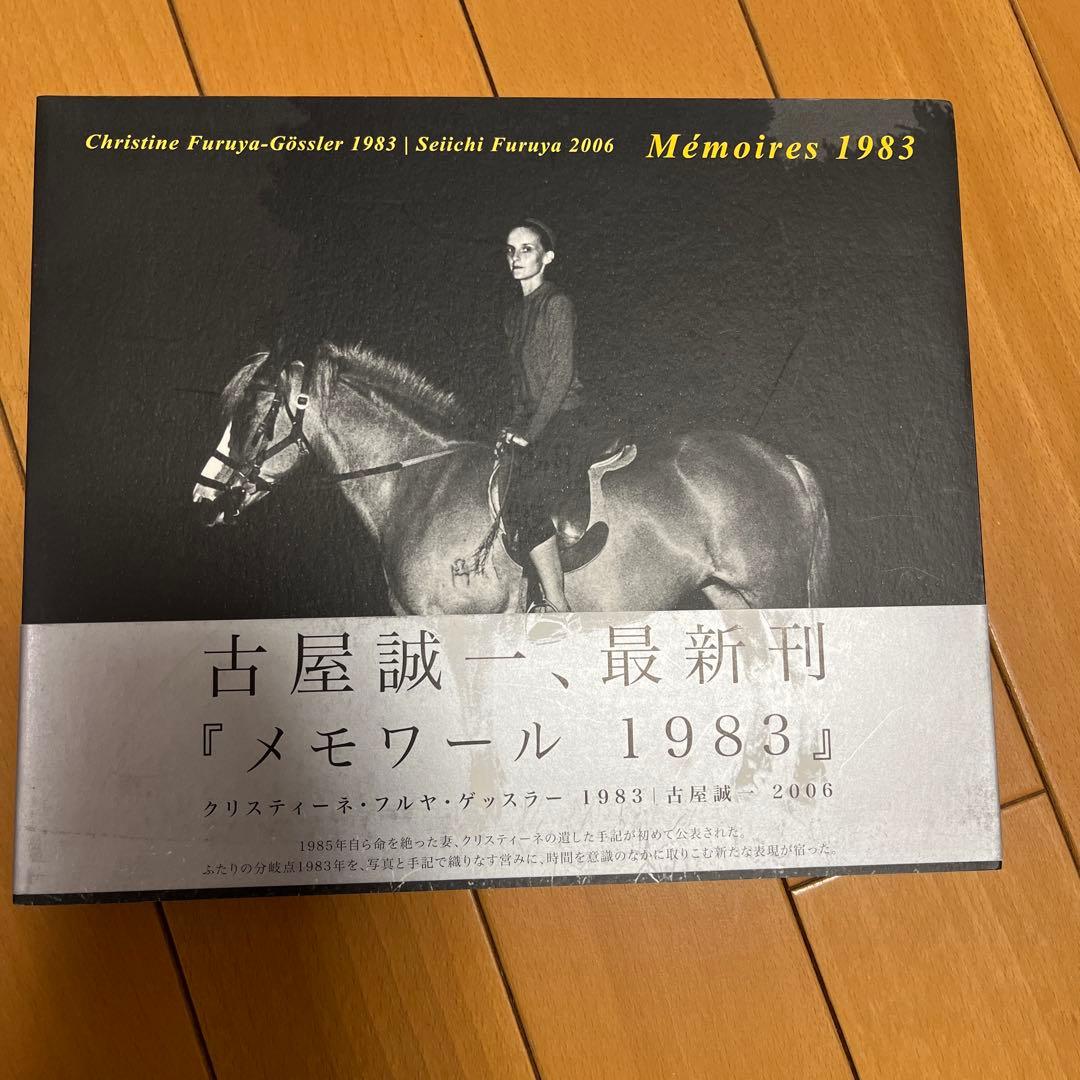 Christine Furuya-Gössler 1983 | Seiichi Furuya 2006 Mémoires 1983
古屋誠一、最新刊
『メモワール 1983』
クリスティーネ・フルヤ・ゲッスラー 1983 | 古屋誠一 2006
1985年自ら命を絶った妻、クリスティーネの遺した手記が初めて公表された。
ふたりの分岐点1983年を、写真と手記で織りなす営みに、時間を意識のなかに取りこむ新たな表現が宿った。